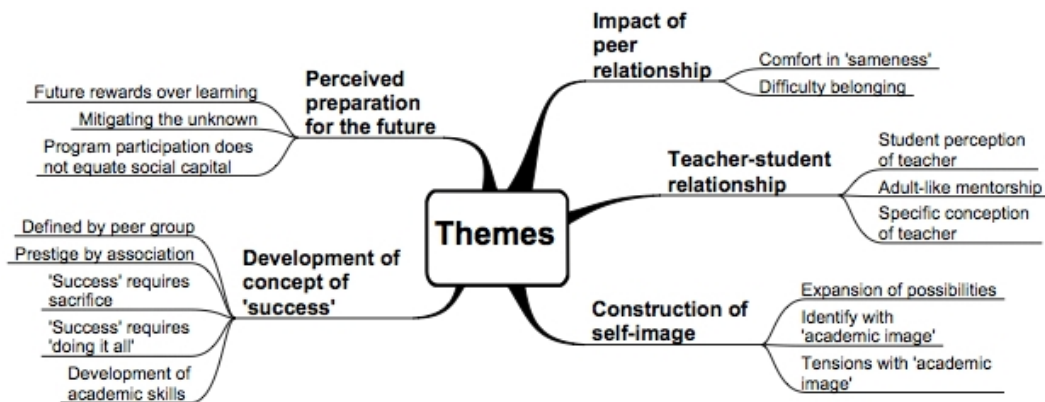 Themes
Impact of
peer
relationship
Comfort in 'sameness'
Difficulty belonging
Teacher-student
relationship
Student perception
of teacher
Adult-like mentorship
Specific conception
of teacher
Construction of
self-image
Expansion of possibilities
Identify with
'academic image'
Tensions with 'academic
image'
Perceived
preparation
for the future
Future rewards over learning
Mitigating the unknown
Program participation does
not equate social capital
Development of
concept of
'success'
Defined by peer group
Prestige by association
'Success' requires
sacrifice
'Success' requires
'doing it all'
Development of
academic skills